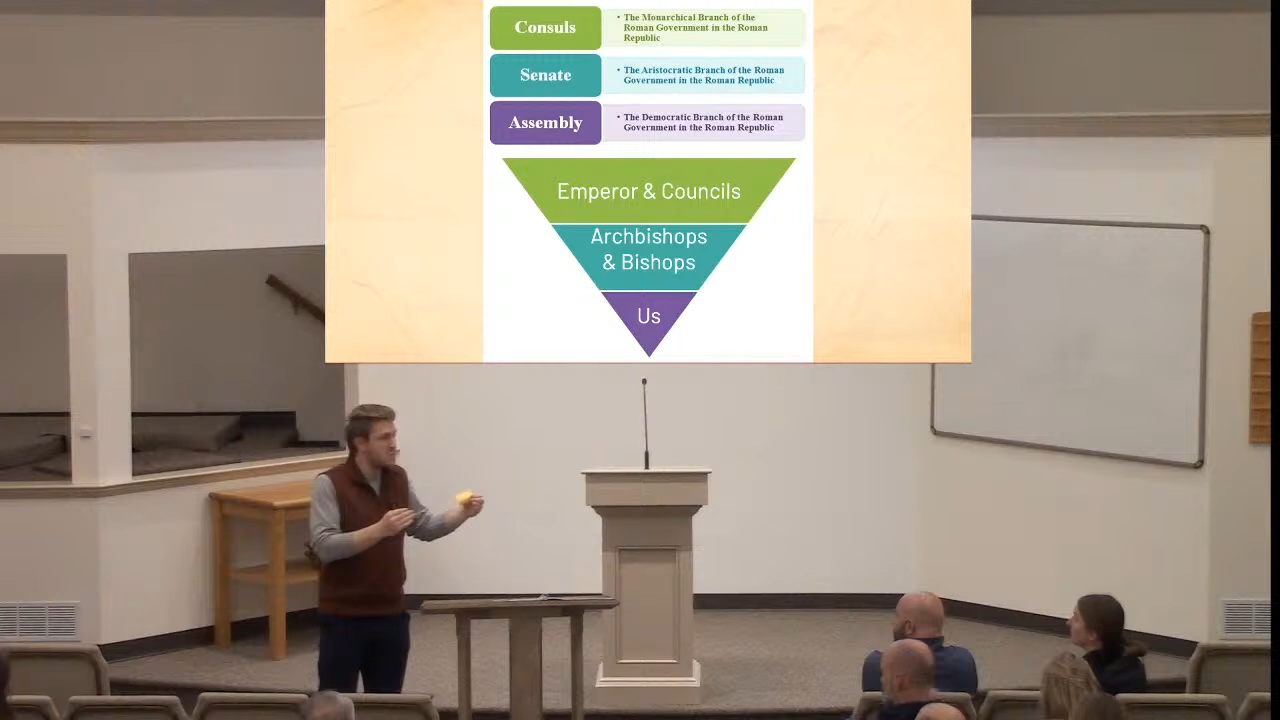 Consuls
• The Monarchical Branch of the
Roman Government in the Roman
Republic
Senate
• The Aristocratic Branch of the Roman
Government in the Roman Republic
Assembly
• The Democratic Branch of the Roman
Government in the Roman Republic
Emperor & Councils
Archbishops
& Bishops
Us